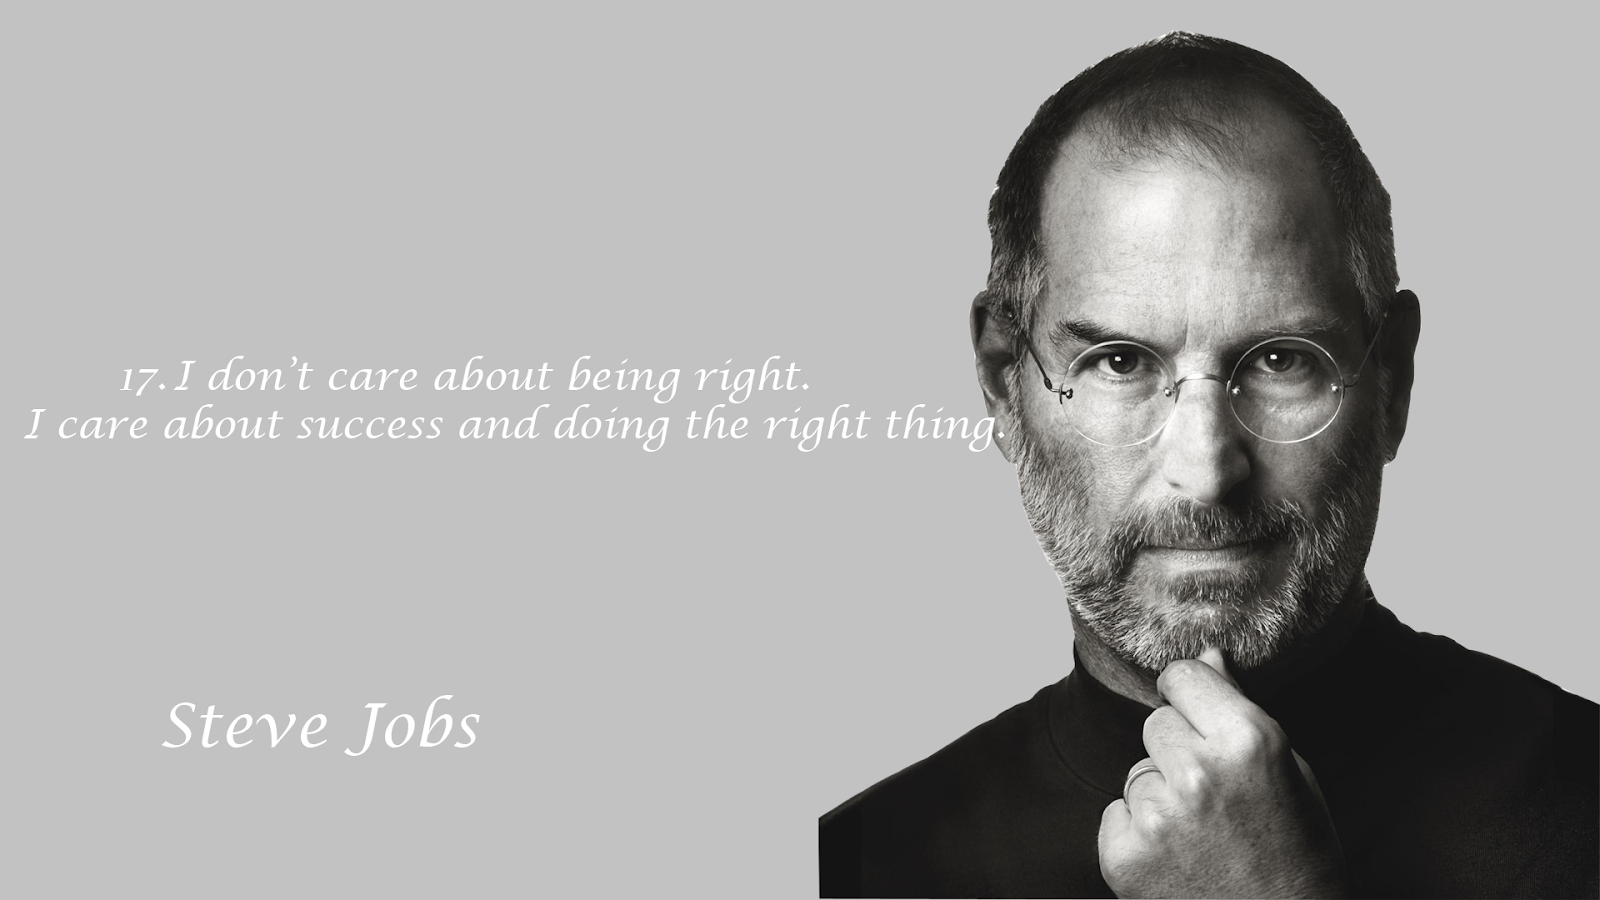 17. I don’t care about being right.
I care about success and doing the right thing.
Steve Jobs